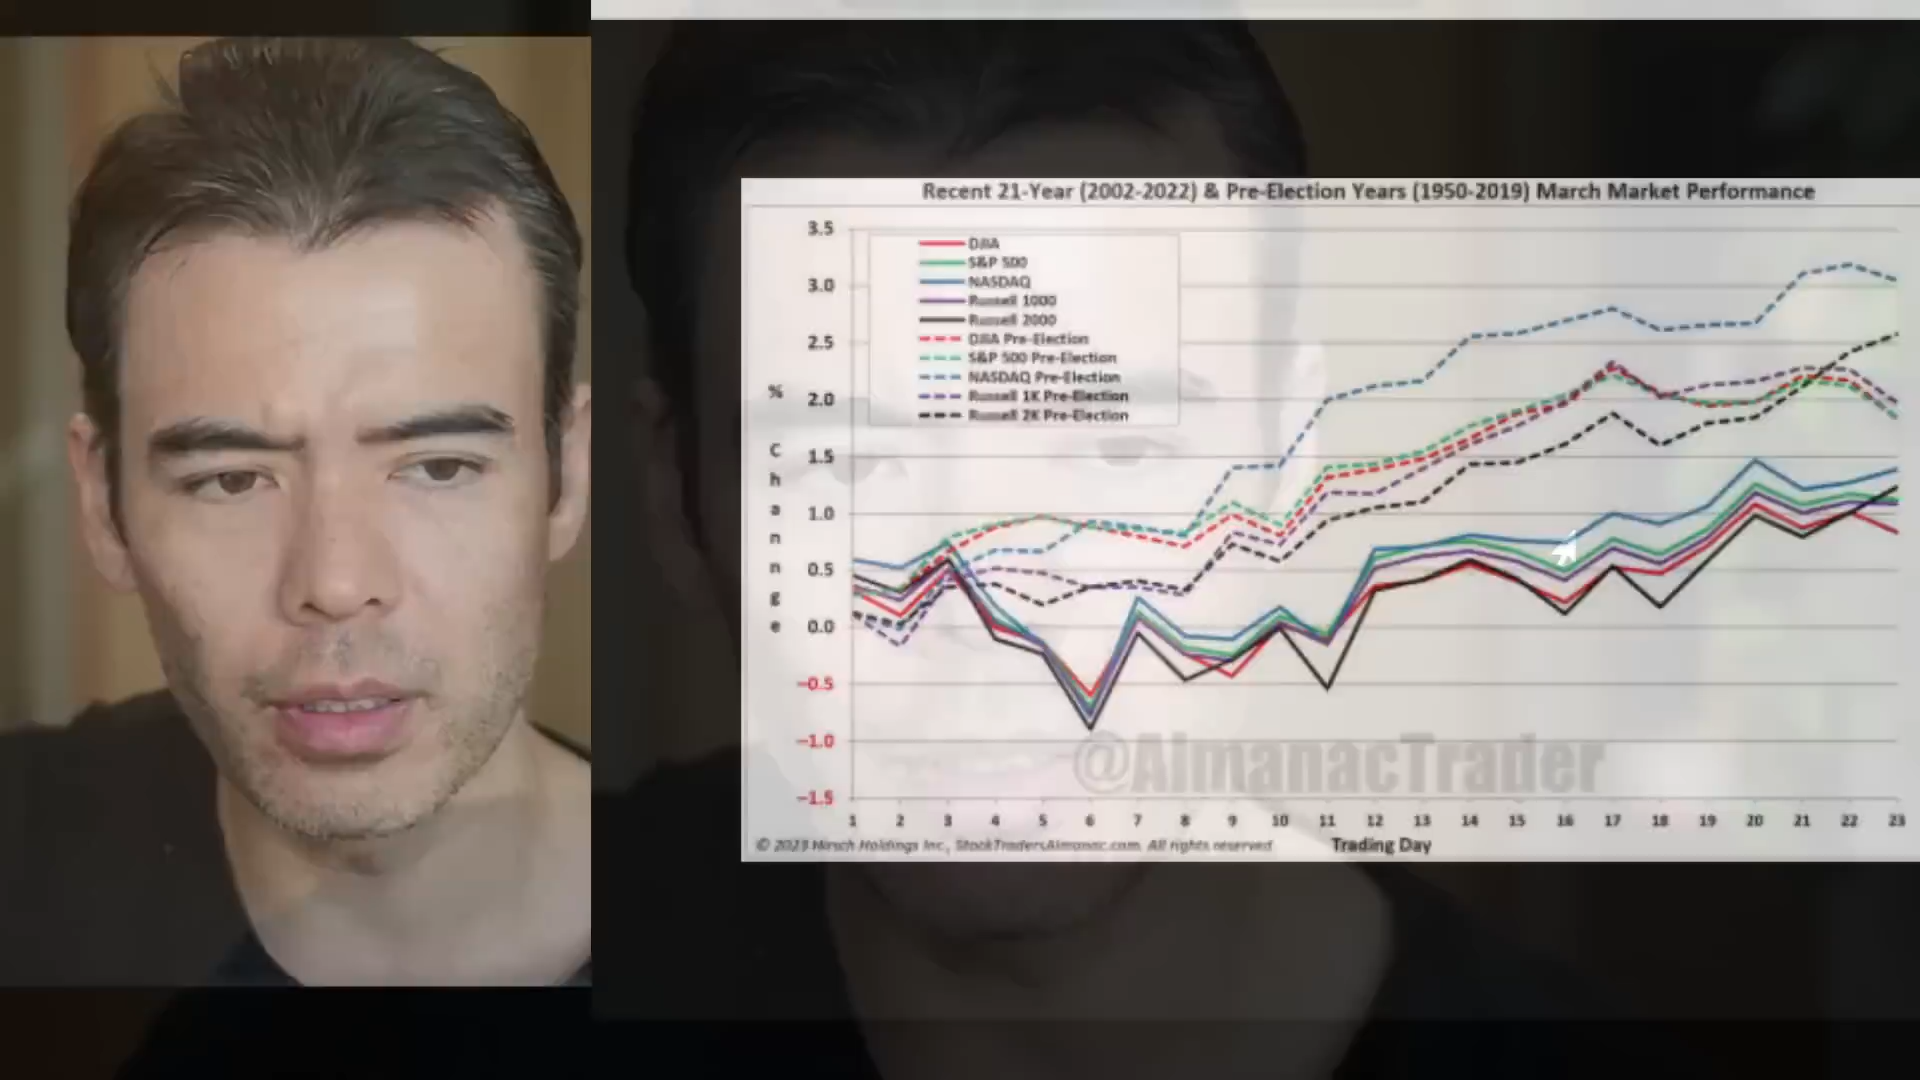 Recent 21-Year (2002-2022) & Pre-Election Years (1950-2019) March Market Performance
3.5
3.0
2.5
2.0
1.5
1.0
0.5
0.0
-0.5
-1.0
-1.5
% Change
DJIA
S&P 500
NASDAQ
Russell 1000
Russell 2000
DJIA Pre-Election
S&P 500 Pre-Election
NASDAQ Pre-Election
Russell 1K Pre-Election
Russell 2K Pre-Election
@AlmanacTrader
1 2 3 4 5 6 7 8 9 10 11 12 13 14 15 16 17 18 19 20 21 22 23
© 2023 Hirsch Holdings Inc., StockTradersAlmanac.com. All rights reserved
Trading Day